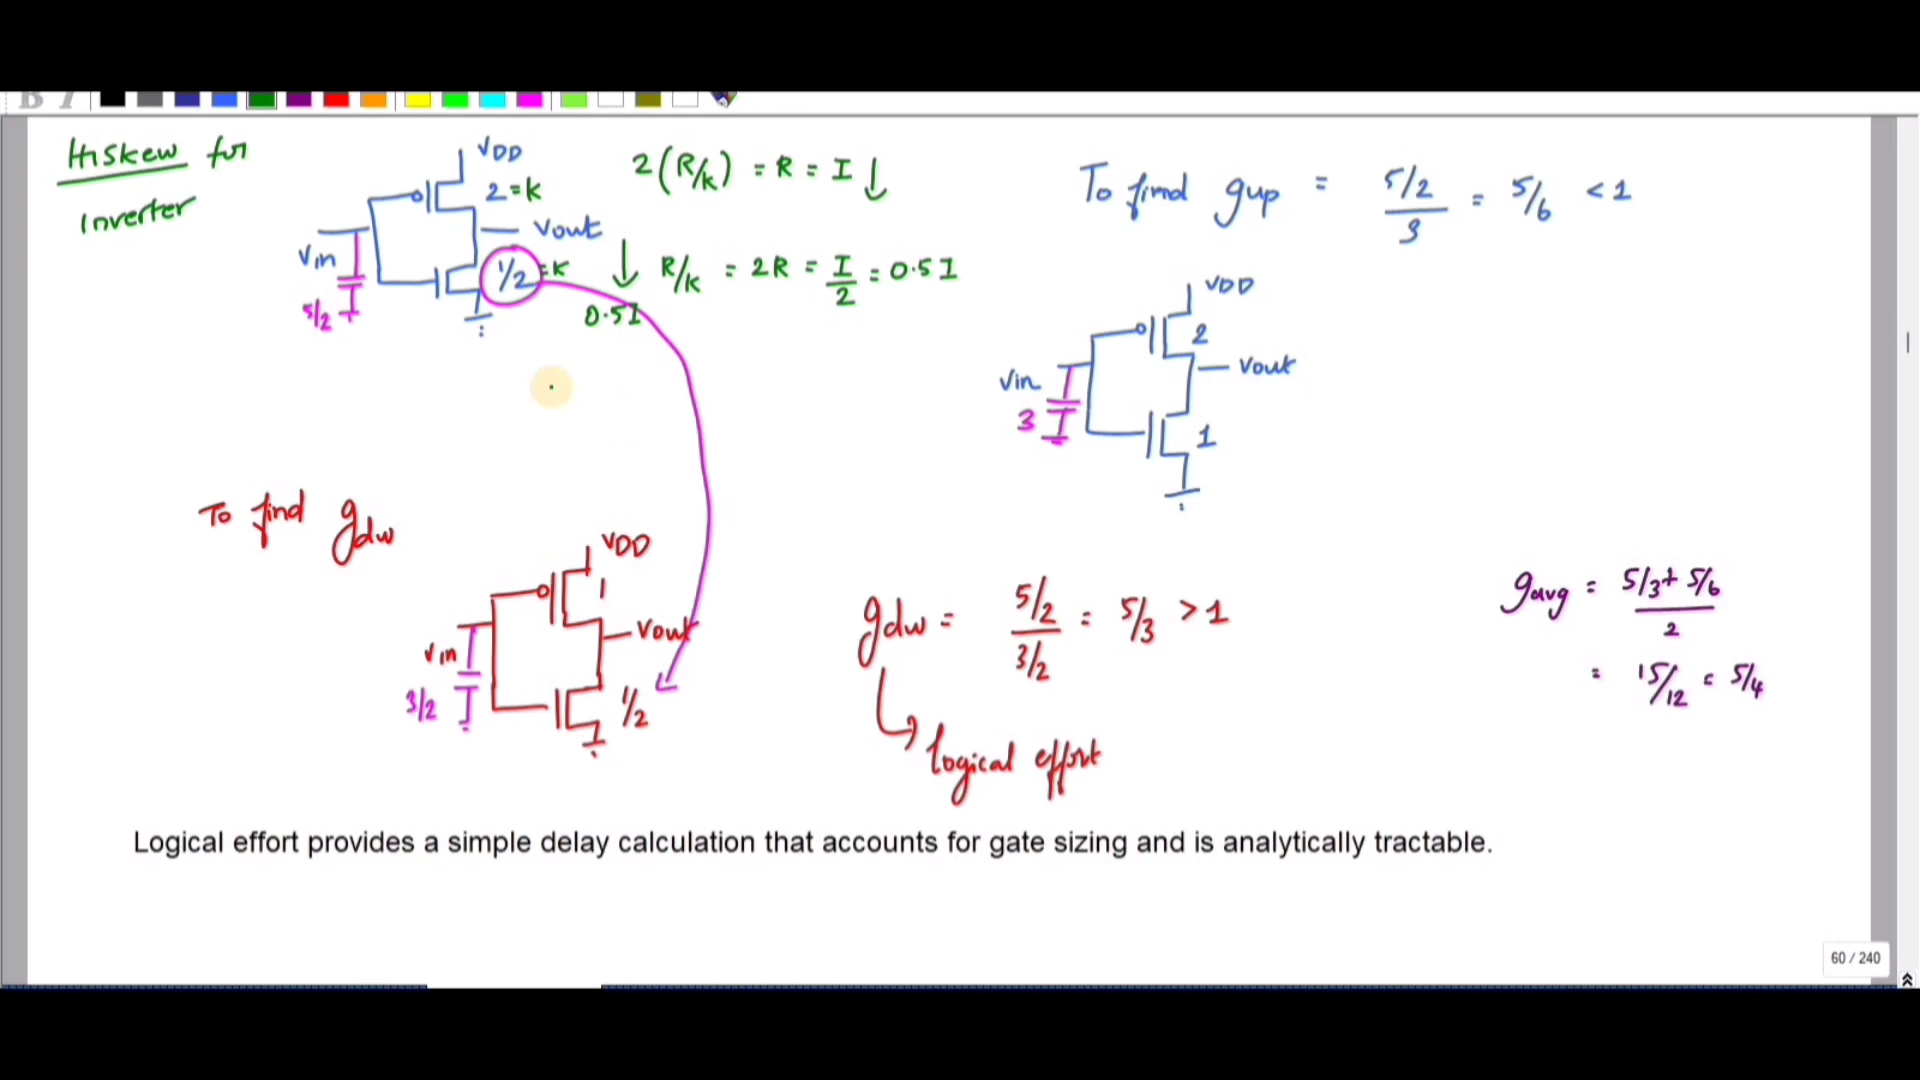 HI skew for
Inverter
VDD
2=k
Vout
Vin
1/2 =k
5/2
2(R/k) = R = I ↓
↓ R/k = 2R = I/2 = 0.5I
0.5I
To find gup = 5/2 / 3 = 5/6 < 1
VDD
2
Vout
Vin
3
1
To find gdw
VDD
1
Vout
Vin
3/2
1/2
gdw = 5/2 / 3/2 = 5/3 > 1
logical effort
gavg = 5/3 + 5/6 / 2
= 15/12 = 5/4
Logical effort provides a simple delay calculation that accounts for gate sizing and is analytically tractable.
60 / 240